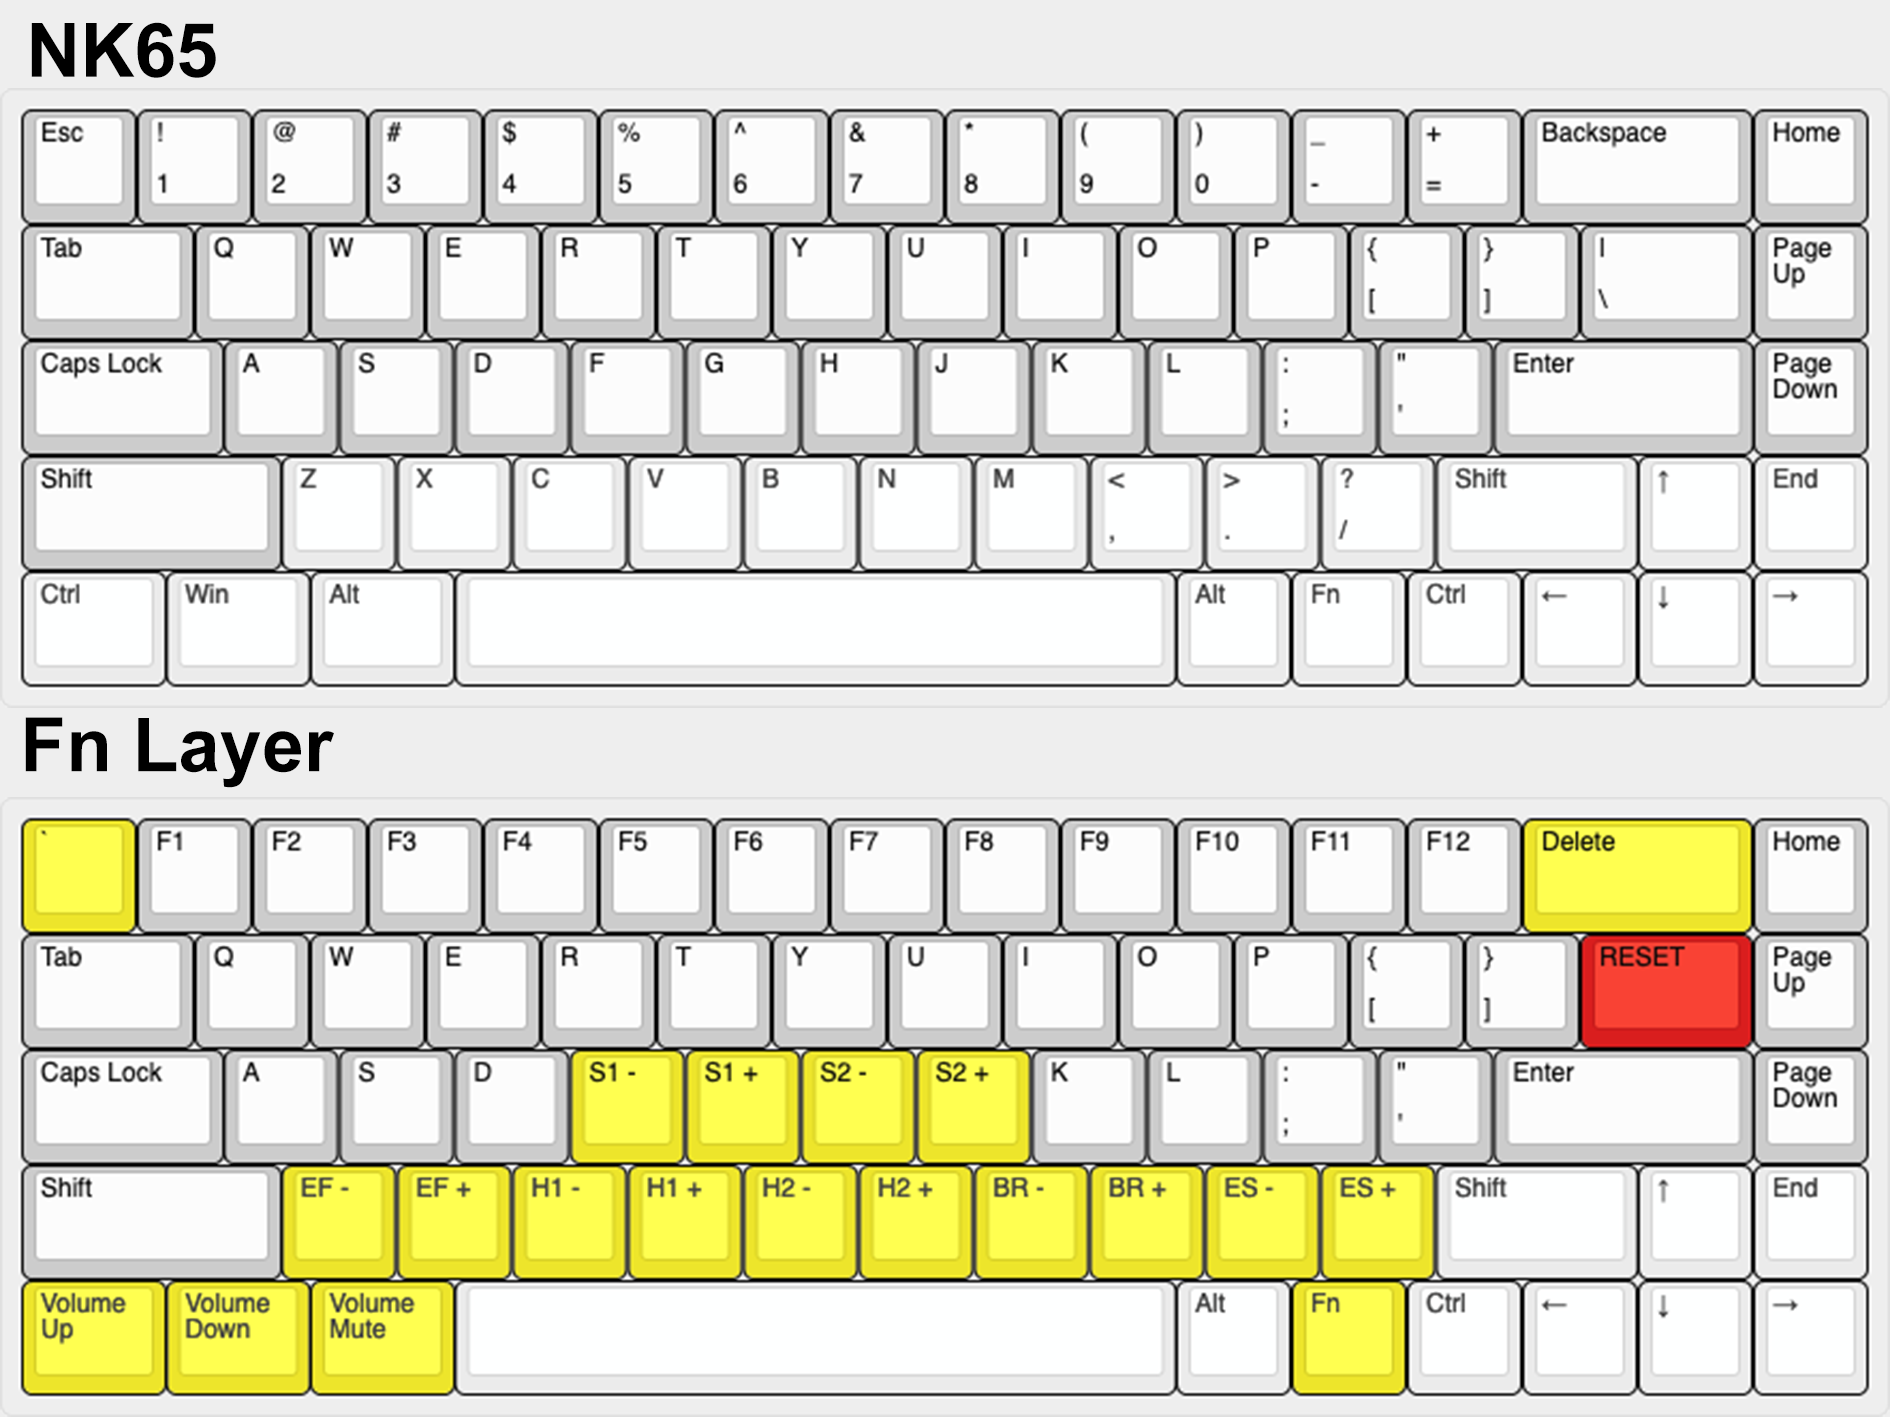 NK65
Esc ! @ # $ % ^ & * ( ) _ + Backspace Home
1 2 3 4 5 6 7 8 9 0 - =
Tab Q W E R T Y U I O P { } | Page
Up
[ ] \
Caps Lock A S D F G H J K L : " Enter Page
Down
; '
Shift Z X C V B N M < > ? Shift ↑ End
, . /
Ctrl Win Alt Alt Fn Ctrl ← ↓ →
Fn Layer
` F1 F2 F3 F4 F5 F6 F7 F8 F9 F10 F11 F12 Delete Home
Tab Q W E R T Y U I O P { } RESET Page
Up
[ ]
Caps Lock A S D S1 - S1 + S2 - S2 + K L : " Enter Page
Down
; '
Shift EF - EF + H1 - H1 + H2 - H2 + BR - BR + ES - ES + Shift ↑ End
Volume Volume Volume Alt Fn Ctrl ← ↓ →
Up Down Mute